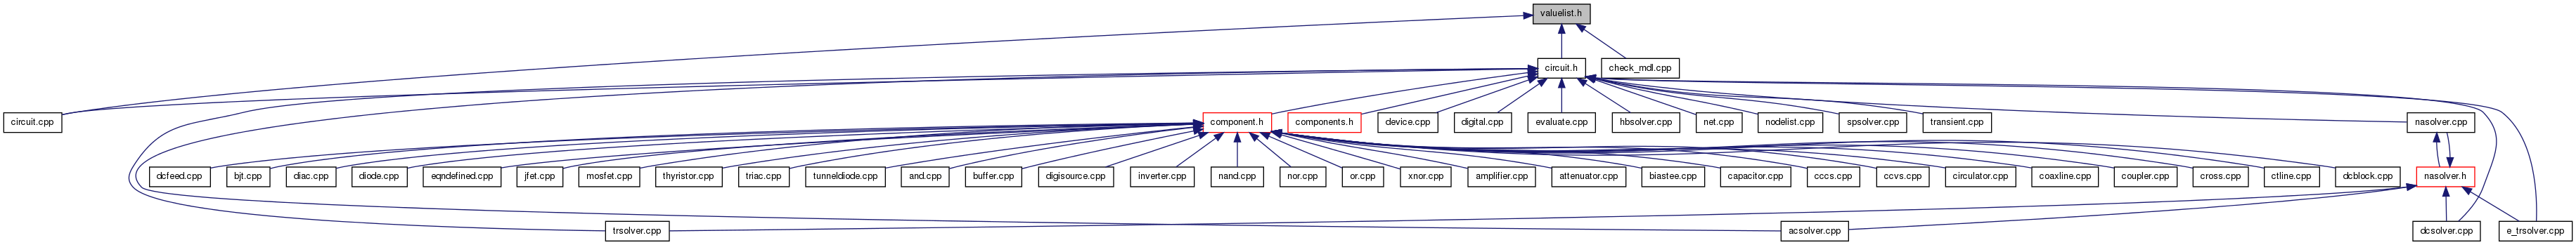 valuelist.h
circuit.h
check_mdl.cpp
circuit.cpp
component.h
components.h
device.cpp
digital.cpp
evaluate.cpp
hbsolver.cpp
net.cpp
nodelist.cpp
spsolver.cpp
transient.cpp
nasolver.cpp
dcfeed.cpp
bjt.cpp
diac.cpp
diode.cpp
eqndefined.cpp
jfet.cpp
mosfet.cpp
thyristor.cpp
triac.cpp
tunneldiode.cpp
and.cpp
buffer.cpp
digisource.cpp
inverter.cpp
nand.cpp
nor.cpp
or.cpp
xnor.cpp
amplifier.cpp
attenuator.cpp
biastee.cpp
capacitor.cpp
cccs.cpp
ccvs.cpp
circulator.cpp
coaxline.cpp
coupler.cpp
cross.cpp
ctline.cpp
dcblock.cpp
nasolver.h
trsolver.cpp
acsolver.cpp
dcsolver.cpp
e_trsolver.cpp